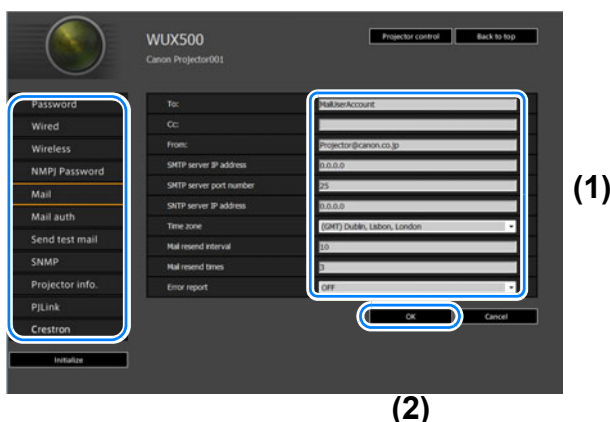 WUX500
Canon Projector001
Projector control
Back to top
Password
Wired
Wireless
NMPJ Password
Mail
Mail auth
Send test mail
SNMP
Projector info.
PJLink
Crestron
Initialize
To: MailUserAccount
Cc:
From: Projector@canon.co.jp
SMTP server IP address 0.0.0.0
SMTP server port number 25
SNTP server IP address 0.0.0.0
Time zone (GMT) Dublin, Lisbon, London
Mail resend interval 10
Mail resend times 3
Error report OFF
OK
Cancel
(1)
(2)